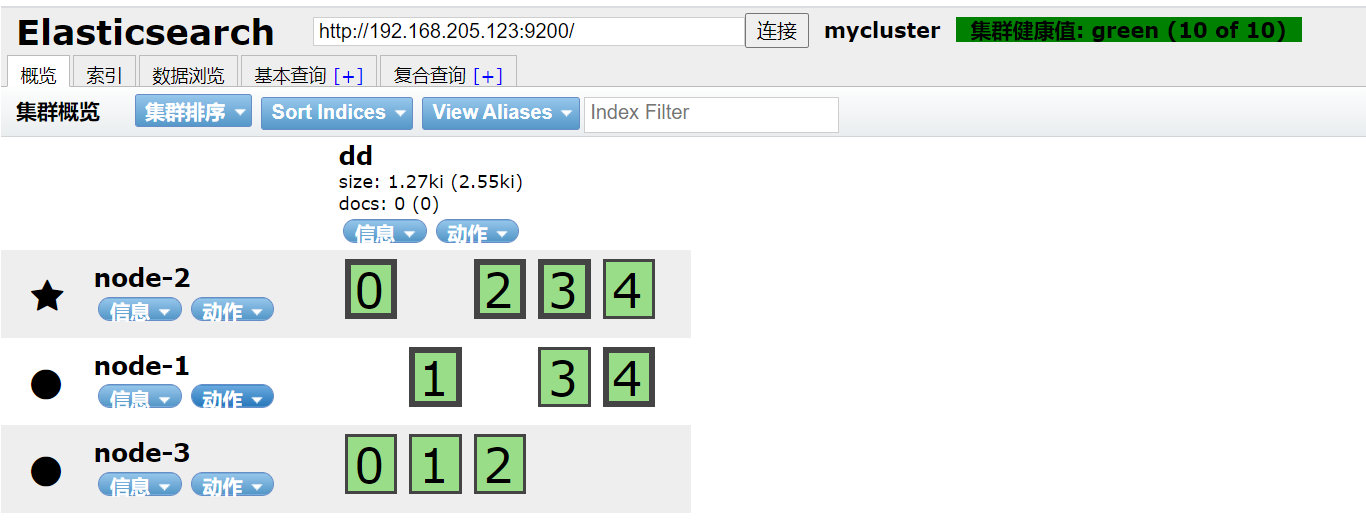 Elasticsearch http://192.168.205.123:9200/ 连接 mycluster 集群健康值: green (10 of 10)
概览 索引 数据浏览 基本查询 [+] 复合查询 [+]
集群概览 集群排序 Sort Indices View Aliases Index Filter
dd
size: 1.27ki (2.55ki)
docs: 0 (0)
信息 动作
node-2 0 2 3 4
信息 动作
node-1 1 3 4
信息 动作
node-3 0 1 2
信息 动作